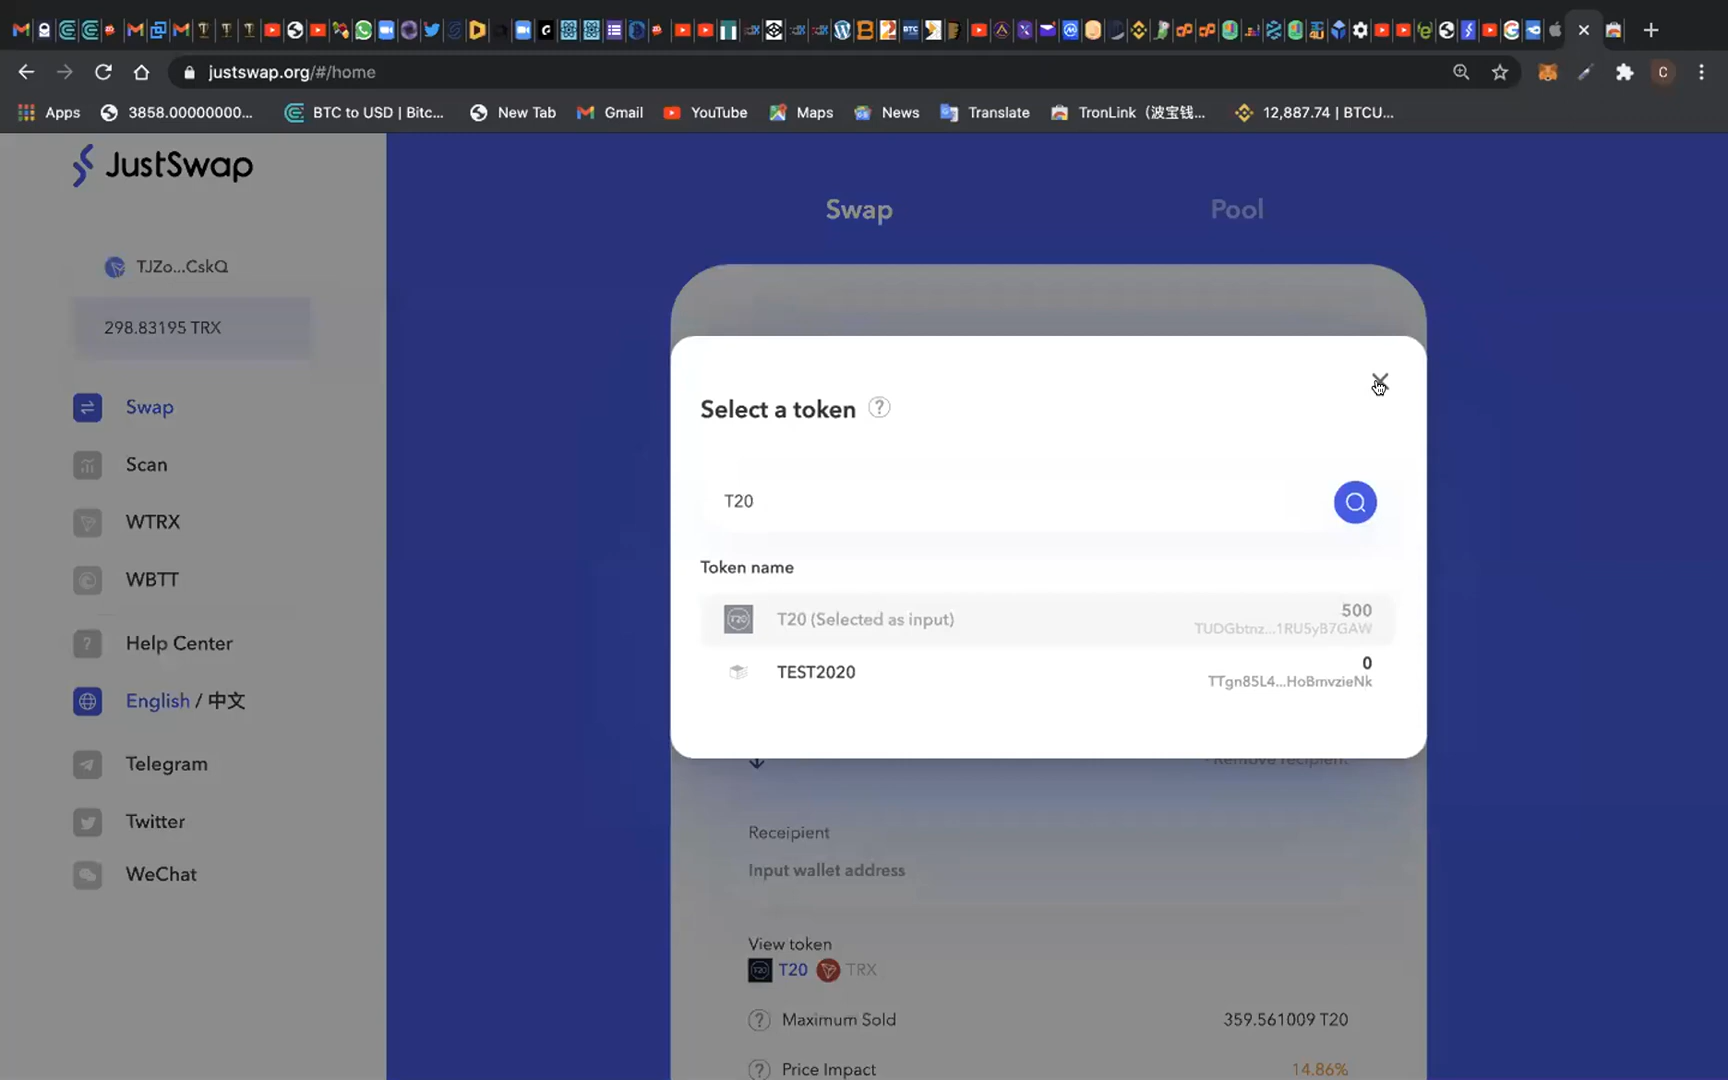 justswap.org/#/home
C
Apps
3858.00000000...
BTC to USD | Bitc...
New Tab
Gmail
YouTube
Maps
News
Translate
TronLink（波宝钱...
12,887.74 | BTCU...
JustSwap
TJZo...CskQ
298.83195 TRX
Swap
Scan
WTRX
WBTT
Help Center
English / 中文
Telegram
Twitter
WeChat
Swap
Pool
Select a token ?
T20
Token name
T20 (Selected as input)
500
TUDGbtnz...1RU5yB7GAW
TEST2020
0
TTgn85L4...HoBmvzieNk
Remove recipient
Receipient
Input wallet address
View token
T20 TRX
? Maximum Sold
359.561009 T20
? Price Impact
14.86%